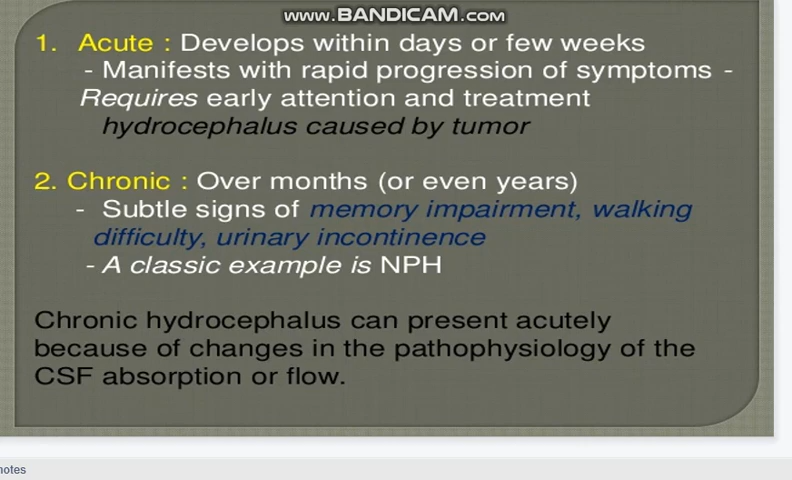 www.BANDICAM.com
1. Acute : Develops within days or few weeks
- Manifests with rapid progression of symptoms -
Requires early attention and treatment
hydrocephalus caused by tumor
2. Chronic : Over months (or even years)
- Subtle signs of memory impairment, walking
difficulty, urinary incontinence
- A classic example is NPH
Chronic hydrocephalus can present acutely
because of changes in the pathophysiology of the
CSF absorption or flow.
notes